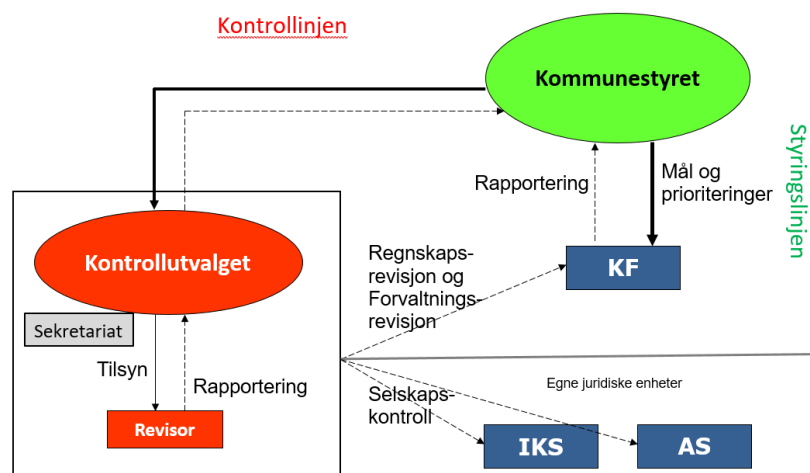 Kontrollinjen
Kommunestyret
Styringslinjen
Rapportering
Mål og
prioriteringer
Kontrollutvalget
Regnskaps-
revisjon og
Forvaltnings-
revisjon
KF
Sekretariat
Tilsyn
Rapportering
Egne juridiske enheter
Selskaps-
kontroll
Revisor
IKS
AS